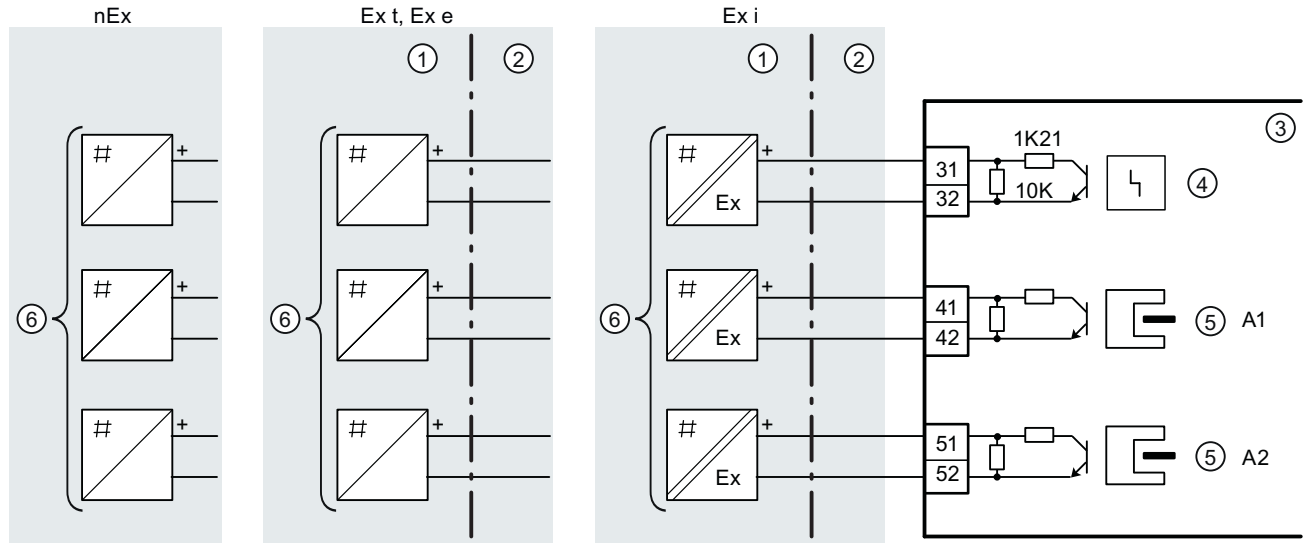 nEx Ex t, Ex e Ex i
① ② ① ②
③
# + # + # + 31 1K21
Ex 32 10K ④
⑥ ⑥ ⑥
# + # + # + 41
Ex 42 ⑤ A1
# + # + # + 51
Ex 52 ⑤ A2